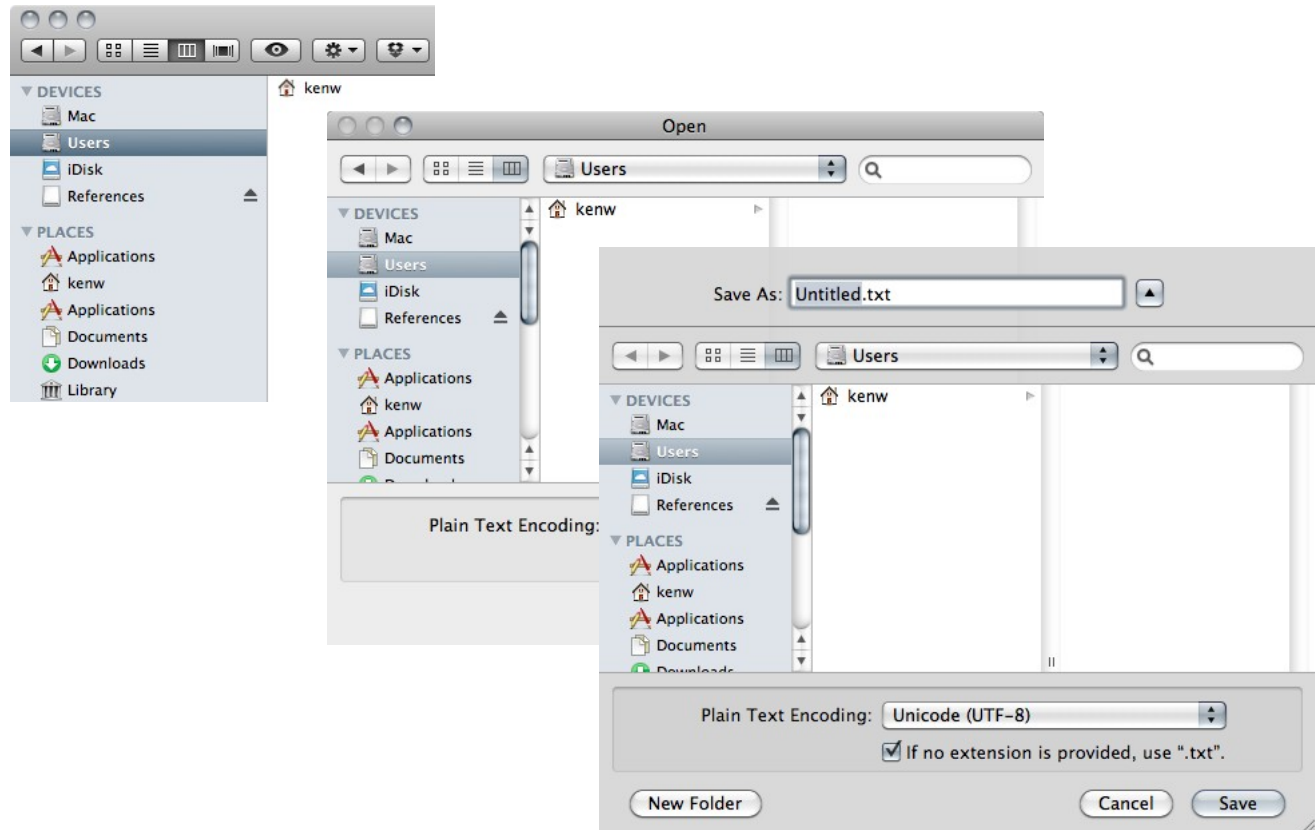 DEVICES
Mac
Users
iDisk
References
PLACES
Applications
kenw
Applications
Documents
Downloads
Library
kenw
Open
Users
DEVICES
Mac
Users
iDisk
References
PLACES
Applications
kenw
Applications
Documents
kenw
Plain Text Encoding:
Save As: Untitled.txt
Users
DEVICES
Mac
Users
iDisk
References
PLACES
Applications
kenw
Applications
Documents
Downloads
kenw
Plain Text Encoding: Unicode (UTF-8)
If no extension is provided, use “.txt”.
New Folder Cancel Save